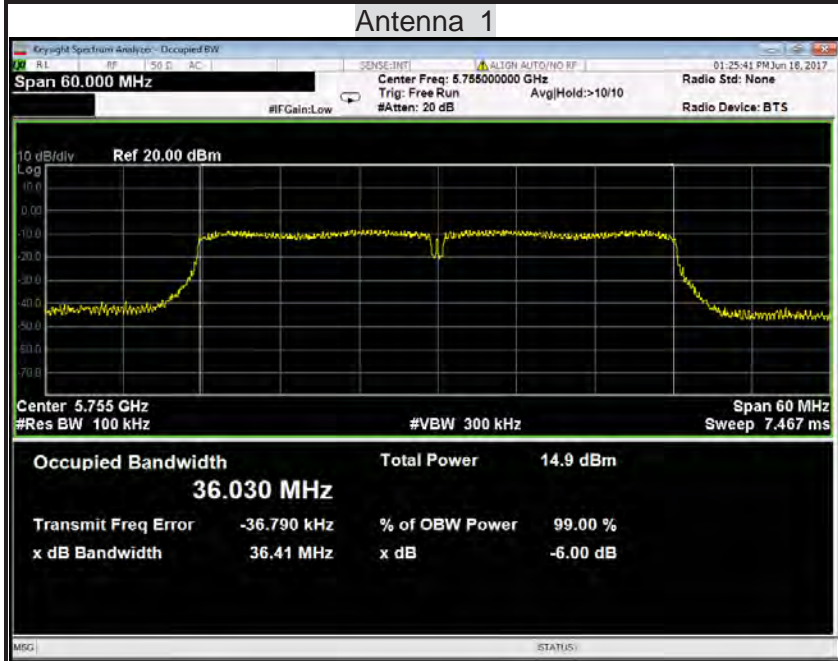 Antenna 1
Keysight Spectrum Analyzer - Occupied BW
RL RF 50 Ω AC SENSE:INT ALIGN AUTO/NO RF 01:25:41 PM Jun 18, 2017
Span 60.000 MHz Center Freq: 5.755000000 GHz Radio Std: None
Trig: Free Run Avg|Hold:>10/10
#IFGain:Low #Atten: 20 dB Radio Device: BTS
10 dB/div Ref 20.00 dBm
Log
10.0
0.00
-10.0
-20.0
-30.0
-40.0
-50.0
-60.0
-70.0
Center 5.755 GHz Span 60 MHz
#Res BW 100 kHz #VBW 300 kHz Sweep 7.467 ms
Occupied Bandwidth Total Power 14.9 dBm
36.030 MHz
Transmit Freq Error -36.790 kHz % of OBW Power 99.00 %
x dB Bandwidth 36.41 MHz x dB -6.00 dB
MSG STATUS